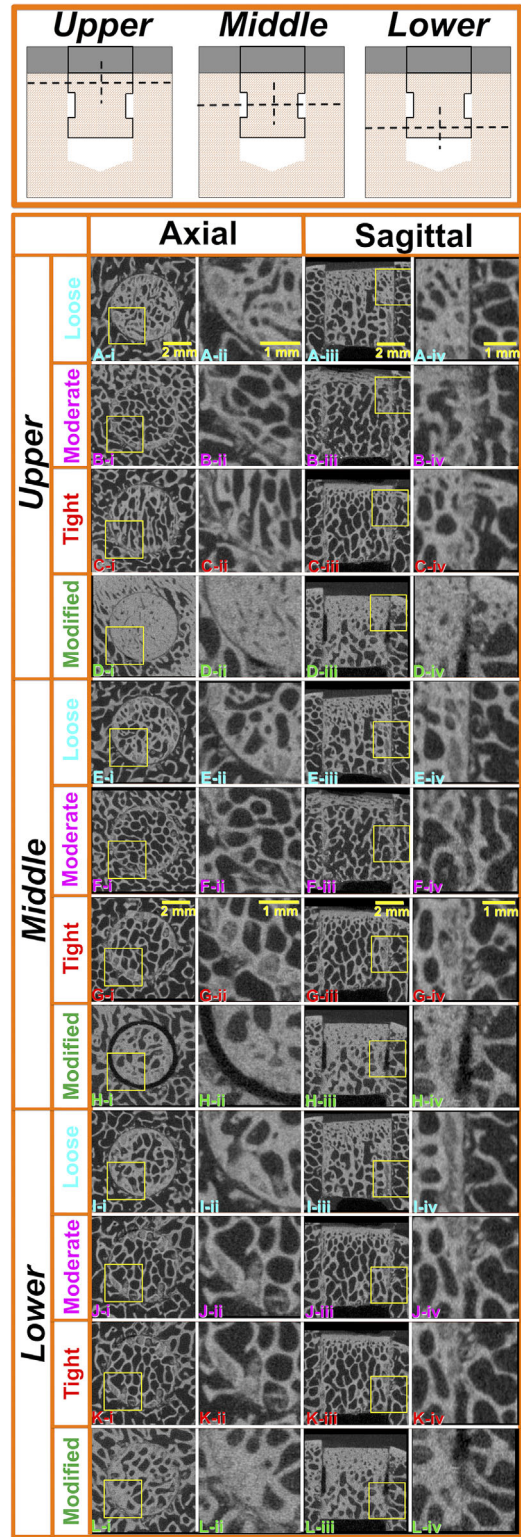 Upper Middle Lower
Axial Sagittal
Upper
Loose
A-i 2 mm A-ii 1 mm A-iii 2 mm A-iv 1 mm
Moderate
B-i B-ii B-iii B-iv
Tight
C-i C-ii C-iii C-iv
Modified
D-i D-ii D-iii D-iv
Middle
Loose
E-i E-ii E-iii E-iv
Moderate
F-i F-ii F-iii F-iv
Tight
G-i 2 mm G-ii 1 mm G-iii 2 mm G-iv 1 mm
Modified
H-i H-ii H-iii H-iv
Lower
Loose
I-i I-ii I-iii I-iv
Moderate
J-i J-ii J-iii J-iv
Tight
K-i K-ii K-iii K-iv
Modified
L-i L-ii L-iii L-iv